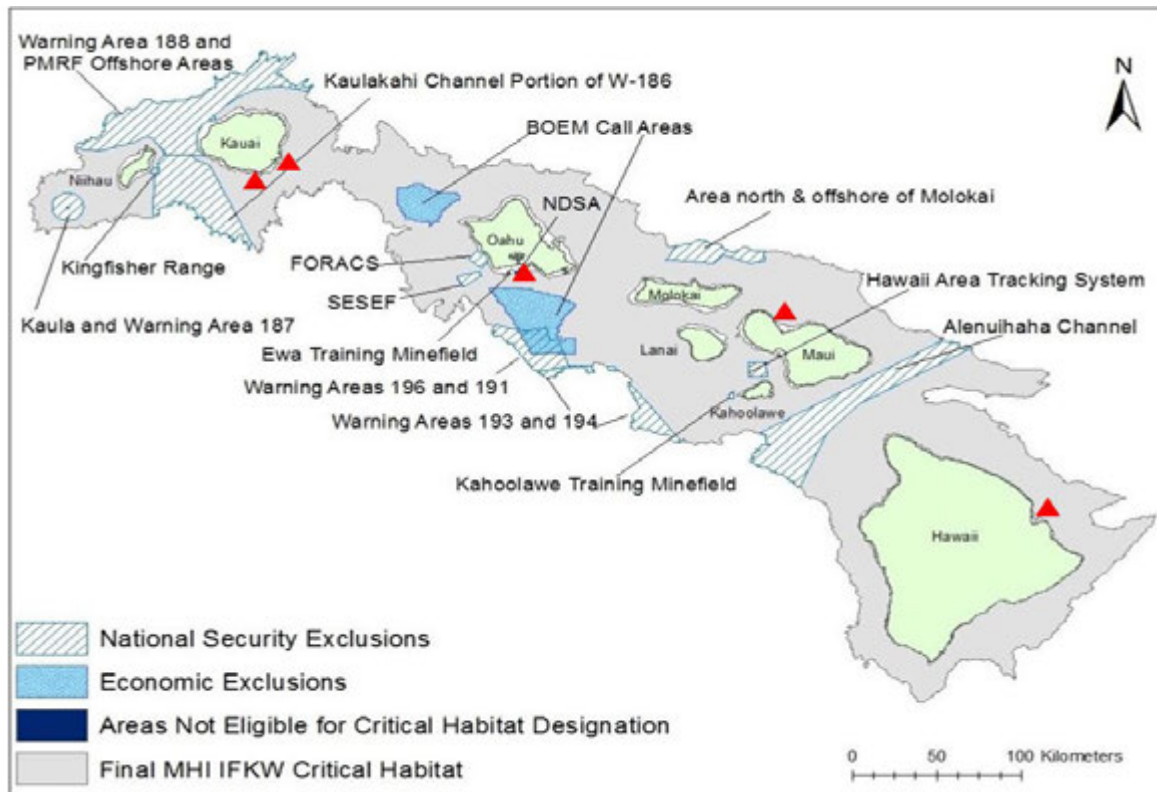 Warning Area 188 and
PMRF Offshore Areas
Kaulakahi Channel Portion of W-186
N
BOEM Call Areas
Kauai
Niihau
NDSA
Area north & offshore of Molokai
Oahu
Kingfisher Range
FORACS
Hawaii Area Tracking System
SESEF
Molokai
Alenuihaha Channel
Kaula and Warning Area 187
Ewa Training Minefield
Lanai
Maui
Warning Areas 196 and 191
Kahoolawe
Warning Areas 193 and 194
Kahoolawe Training Minefield
Hawaii
National Security Exclusions
Economic Exclusions
Areas Not Eligible for Critical Habitat Designation
Final MHI IFKW Critical Habitat
0 50 100 Kilometers